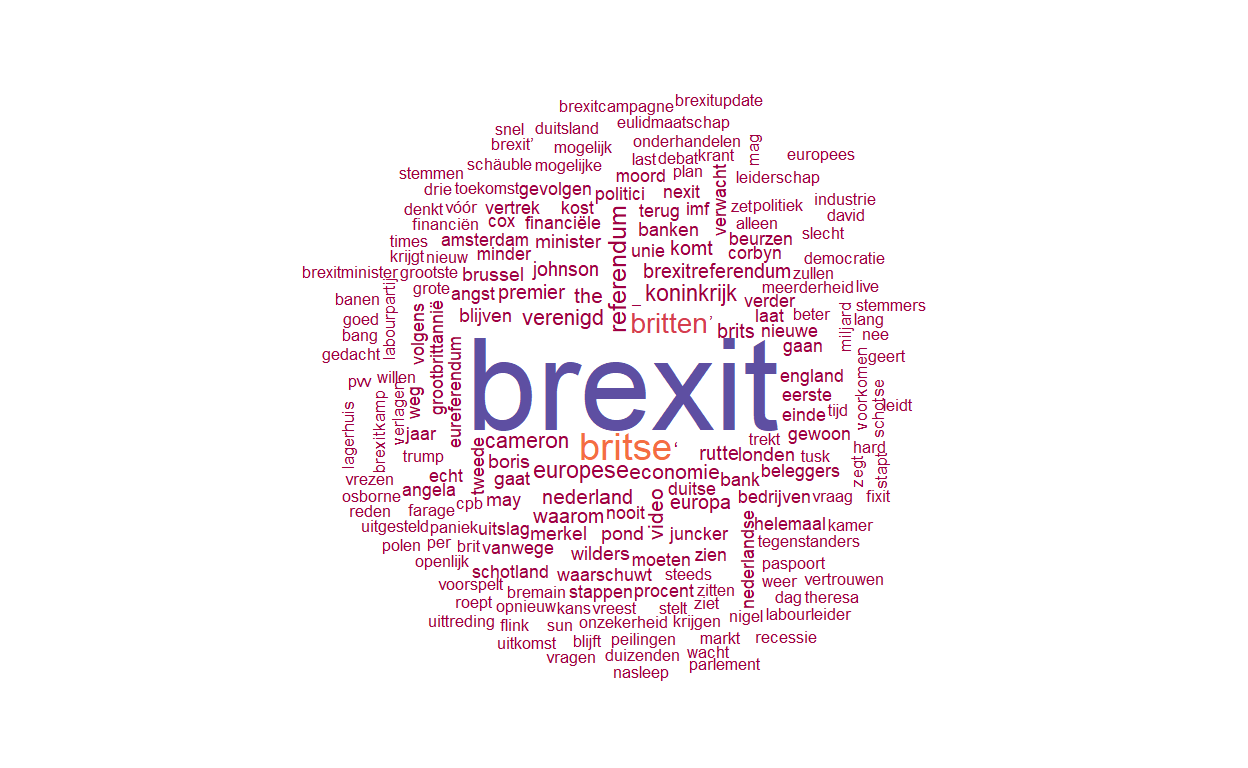 brexitcampagne brexitupdate
snel duitsland eulidmaatschap
brexit’ mogelijk onderhandelen mag
schäuble mogelijke last debat krant europees
stemmen moord plan verwacht leiderschap
drie toekomst gevolgen politici nexit
denkt vóór vertrek kost terug imf zet politiek industrie
financiën cox financiële referendum banken alleen david
times amsterdam minister unie komt beurzen slecht
krijgt nieuw minder corbyn democratie
brexitminister grootste brussel johnson brexitreferendum zullen
banen labourpartij grote angst premier the _ koninkrijk meerderheid live
goed volgens grootbrittannië blijven verenigd verder laat beter stemmers
bang britten ’ brits nieuwe miljard lang nee
gedacht eureferendum gaan geert
pvv willen weg brexit england voorkomen schotse
lagerhuis brexitkamp verlagen eerste leidt
jaar cameron britse ‘ einde tijd
trump tweede boris rutte londen trekt gewoon hard
vrezen echt gaat europese economie bank beleggers tusk zegt stapt
osborne angela may nederland duitse bedrijven vraag fixit
reden farage cpb waarom nooit video europa
uitgesteld paniek uitslag merkel pond juncker nederlandse helemaal kamer
polen per brit vanwege wilders moeten zien tegenstanders
openlijk schotland waarschuwt steeds paspoort
voorspelt bremain stappen procent zitten weer vertrouwen
roept opnieuw kans vreest stelt ziet dag theresa
uittreding flink sun onzekerheid krijgen nigel labourleider
uitkomst blijft peilingen markt recessie
vragen duizenden wacht
nasleep parlement